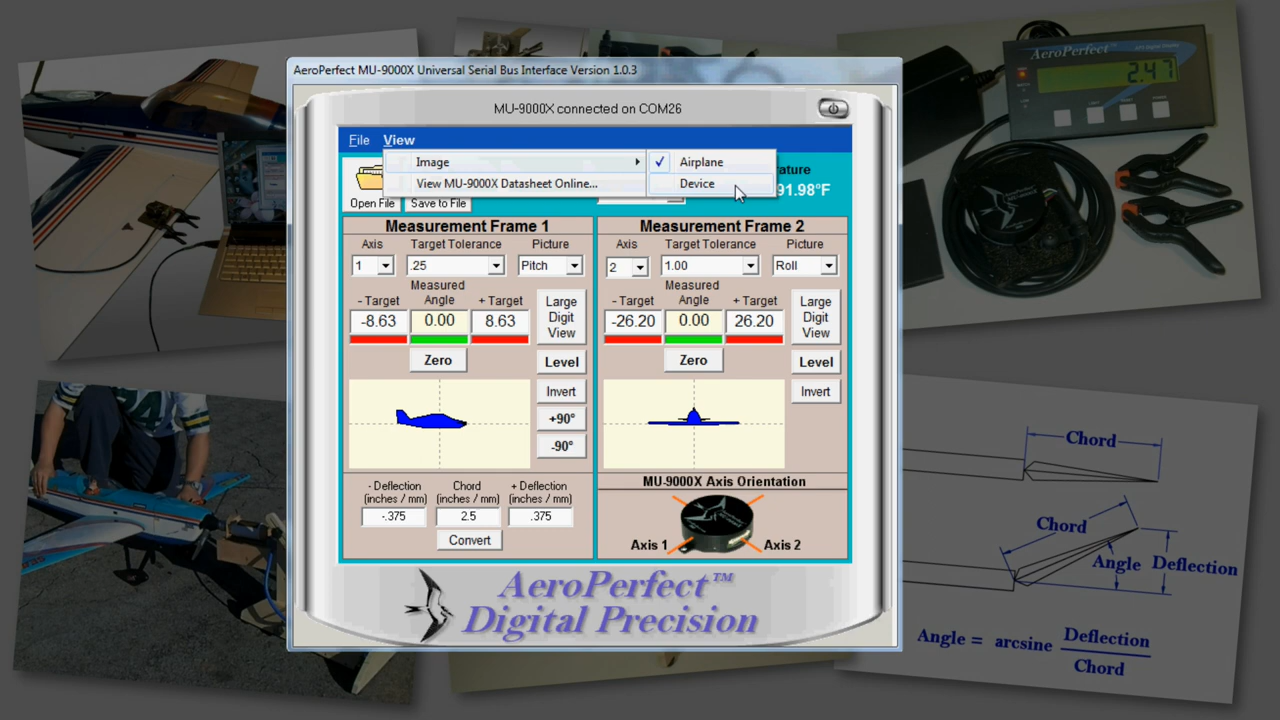 AeroPerfect MU-9000X Universal Serial Bus Interface Version 1.0.3
MU-9000X connected on COM26
File View
Image
View MU-9000X Datasheet Online...
Airplane
Device
91.98°F
Open File Save to File
Measurement Frame 1
Axis Target Tolerance Picture
1 .25 Pitch
- Target Measured Angle + Target
-8.63 0.00 8.63
Large
Digit
View
Zero
Level
Invert
+90°
-90°
- Deflection
(inches / mm)
Chord
(inches / mm)
+ Deflection
(inches / mm)
-.375 2.5 .375
Convert
Measurement Frame 2
Axis Target Tolerance Picture
2 1.00 Roll
- Target Measured Angle + Target
-26.20 0.00 26.20
Large
Digit
View
Zero
Level
Invert
MU-9000X Axis Orientation
Axis 1 Axis 2
AeroPerfect™
Digital Precision
AeroPerfect
2.47
Chord
Chord
Angle Deflection
Angle = arcsine Deflection
Chord